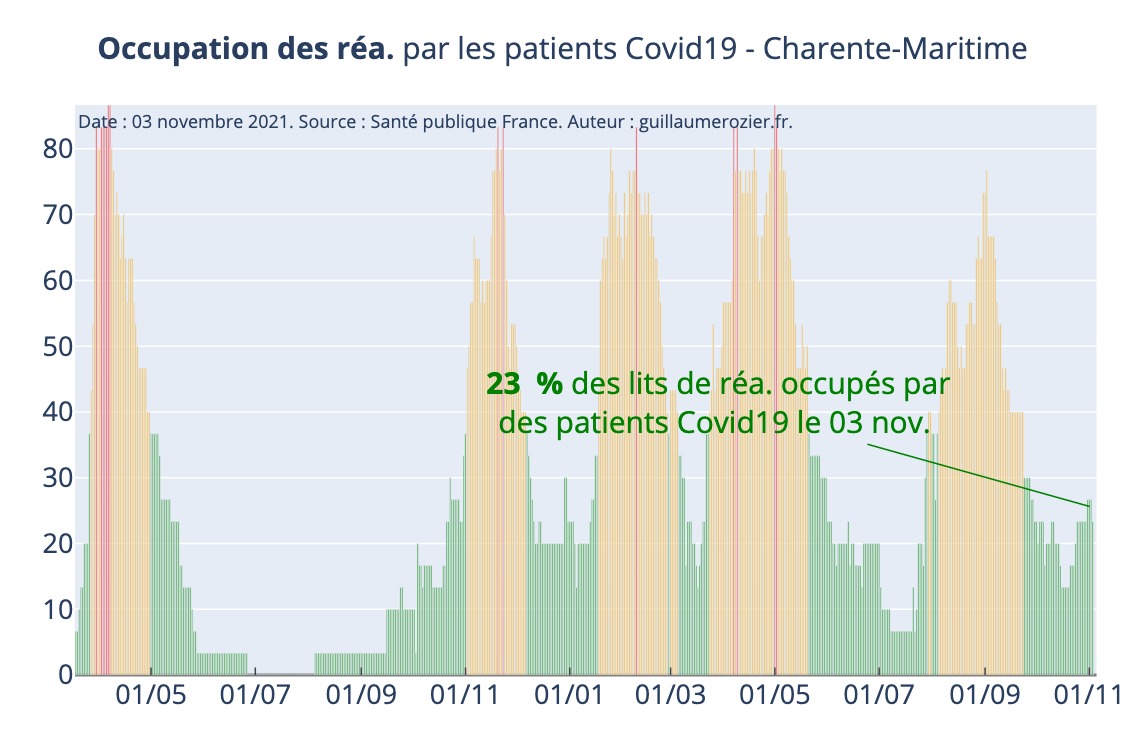 Occupation des réa. par les patients Covid19 - Charente-Maritime
Date : 03 novembre 2021. Source : Santé publique France. Auteur : guillaumerozier.fr.
80
70
60
50
40
30
20
10
0
23 % des lits de réa. occupés par
des patients Covid19 le 03 nov.
01/05 01/07 01/09 01/11 01/01 01/03 01/05 01/07 01/09 01/11